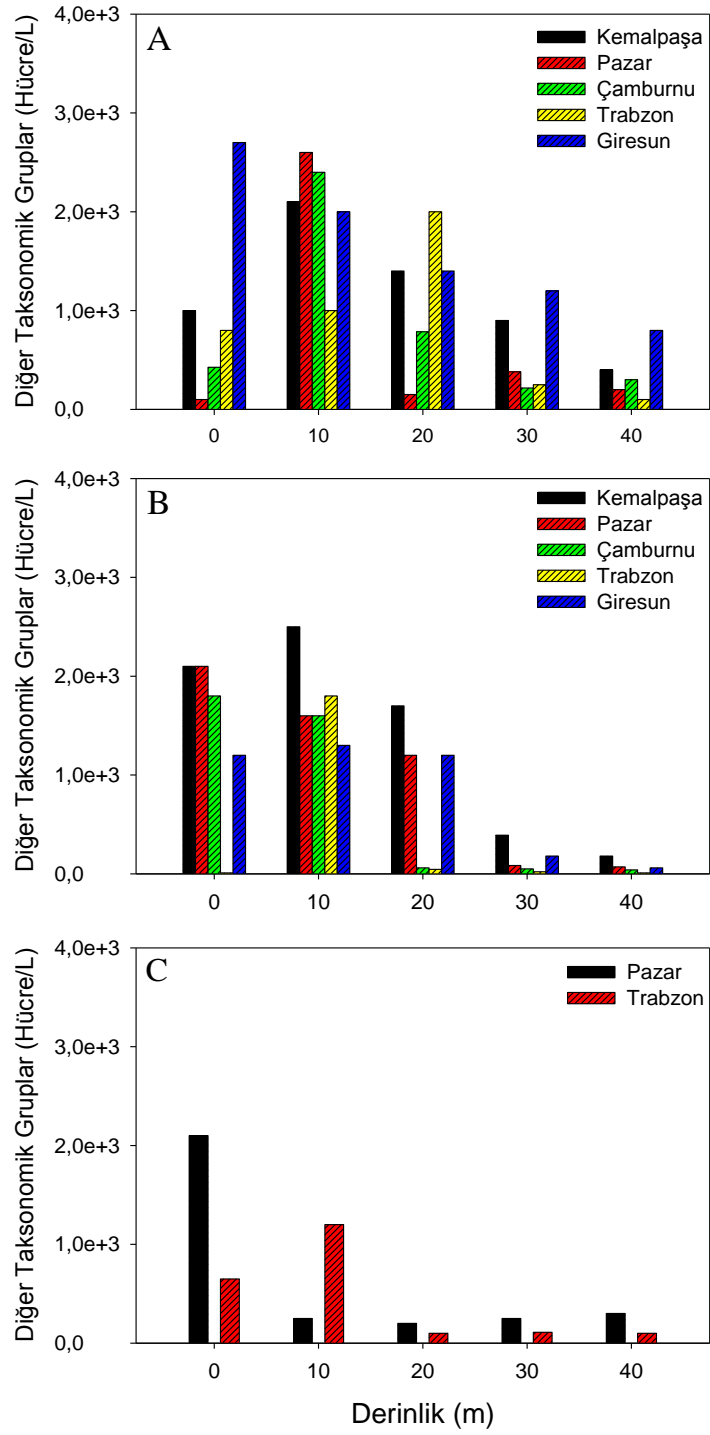 A
4,0e+3
3,0e+3
2,0e+3
1,0e+3
0,0
Diğer Taksonomik Gruplar (Hücre/L)
Kemalpaşa
Pazar
Çamburnu
Trabzon
Giresun
0 10 20 30 40
B
4,0e+3
3,0e+3
2,0e+3
1,0e+3
0,0
Diğer Taksonomik Gruplar (Hücre/L)
Kemalpaşa
Pazar
Çamburnu
Trabzon
Giresun
0 10 20 30 40
C
4,0e+3
3,0e+3
2,0e+3
1,0e+3
0,0
Diğer Taksonomik Gruplar (Hücre/L)
Pazar
Trabzon
0 10 20 30 40
Derinlik (m)